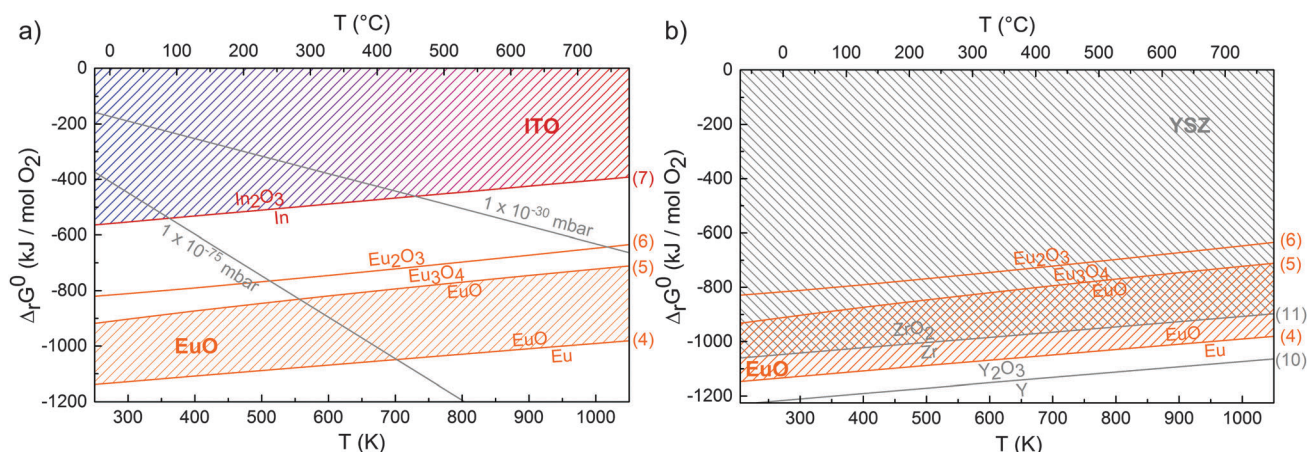 a)
T (°C)
0 100 200 300 400 500 600 700
0
-200
-400
-600
-800
-1000
-1200
ΔrG⁰ (kJ / mol O₂)
ITO
In₂O₃
In
(7)
1 x 10⁻³⁰ mbar
1 x 10⁻⁷⁵ mbar
(6)
Eu₂O₃
Eu₃O₄
(5)
EuO
EuO
EuO
Eu
(4)
300 400 500 600 700 800 900 1000
T (K)
b)
T (°C)
0 100 200 300 400 500 600 700
0
-200
-400
-600
-800
-1000
-1200
ΔrG⁰ (kJ / mol O₂)
YSZ
(6)
Eu₂O₃
Eu₃O₄
(5)
EuO
(11)
ZrO₂
Zr
EuO
(4)
Eu
EuO
Y₂O₃
(10)
Y
300 400 500 600 700 800 900 1000
T (K)